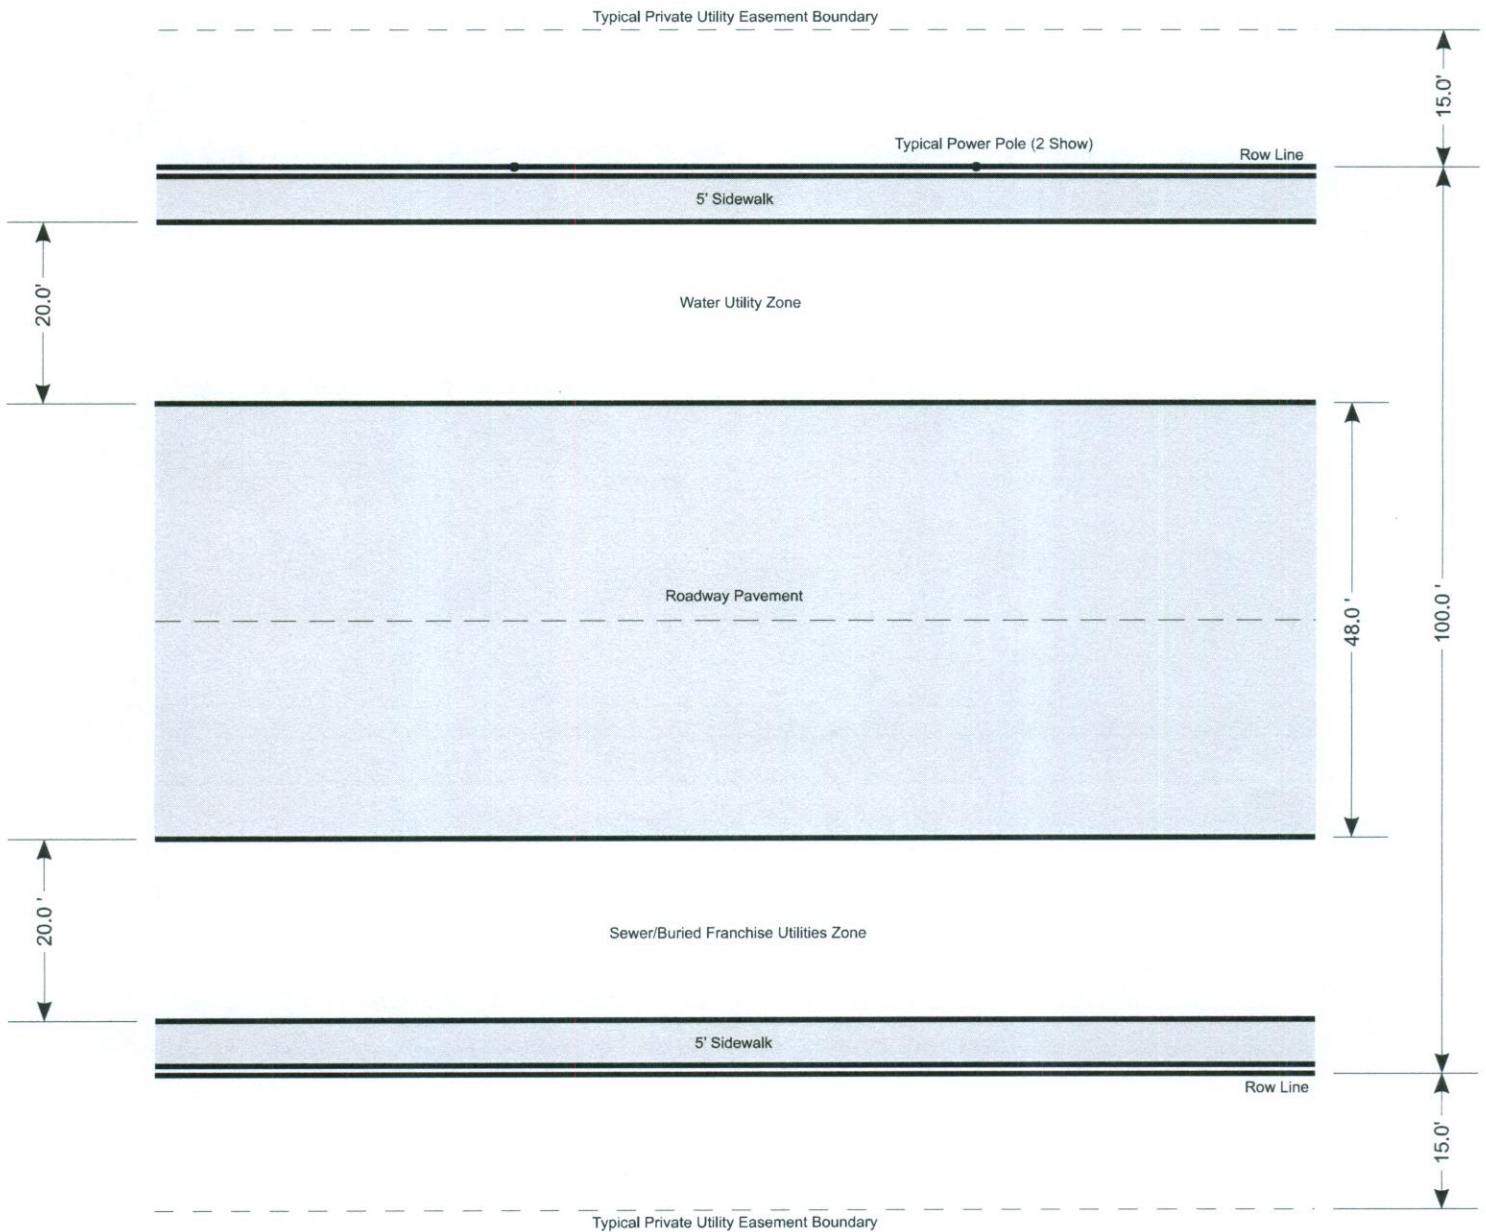 Typical Private Utility Easement Boundary
15.0'
Typical Power Pole (2 Show)
Row Line
5' Sidewalk
20.0'
Water Utility Zone
Roadway Pavement
48.0'
100.0'
20.0'
Sewer/Buried Franchise Utilities Zone
5' Sidewalk
Row Line
15.0'
Typical Private Utility Easement Boundary